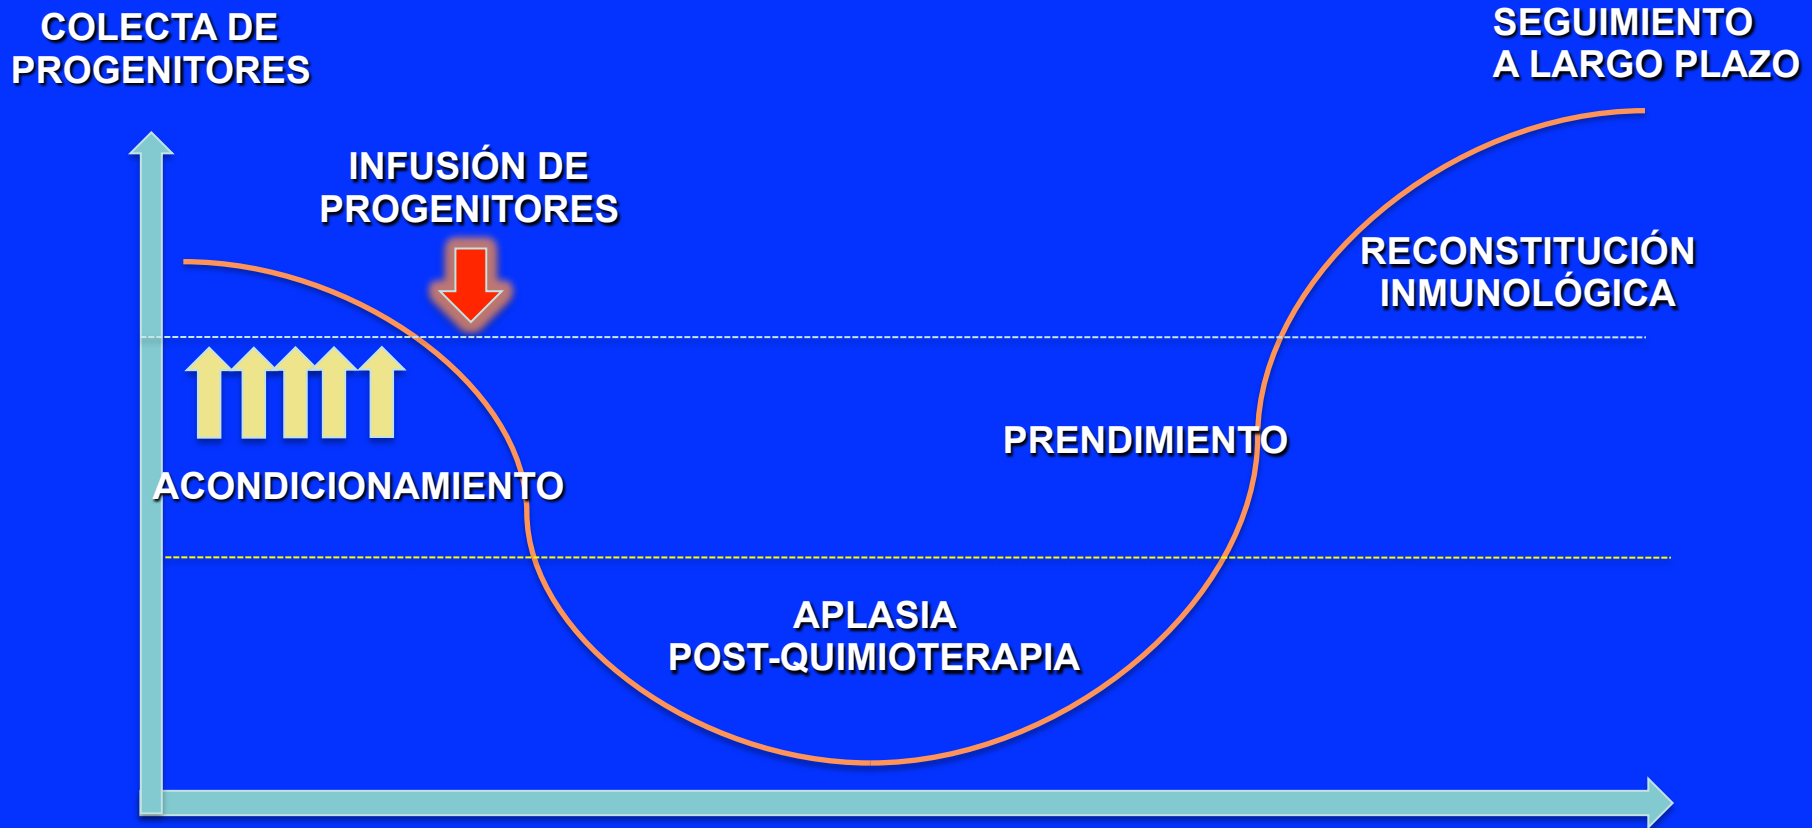 COLECTA DE
PROGENITORES
SEGUIMIENTO
A LARGO PLAZO
INFUSIÓN DE
PROGENITORES
RECONSTITUCIÓN
INMUNOLÓGICA
PRENDIMIENTO
ACONDICIONAMIENTO
APLASIA
POST-QUIMIOTERAPIA